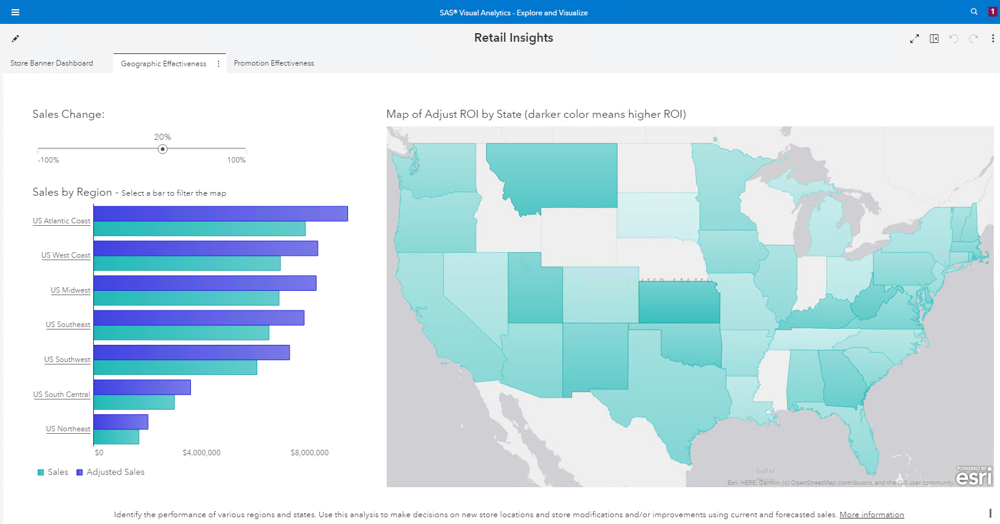 SAS® Visual Analytics - Explore and Visualize
1
Retail Insights
Store Banner Dashboard
Geographic Effectiveness
Promotion Effectiveness
Sales Change:
20%
-100%
100%
Sales by Region - Select a bar to filter the map
US Atlantic Coast
US West Coast
US Midwest
US Southeast
US Southwest
US South Central
US Northeast
$0
$4,000,000
$8,000,000
Sales
Adjusted Sales
Map of Adjust ROI by State (darker color means higher ROI)
UNITED STATES
Gulf of
Mexico
POWERED BY
esri
Esri, HERE, Garmin, (c) OpenStreetMap contributors, and the GIS user community
Identify the performance of various regions and states. Use this analysis to make decisions on new store locations and store modifications and/or improvements using current and forecasted sales. More information